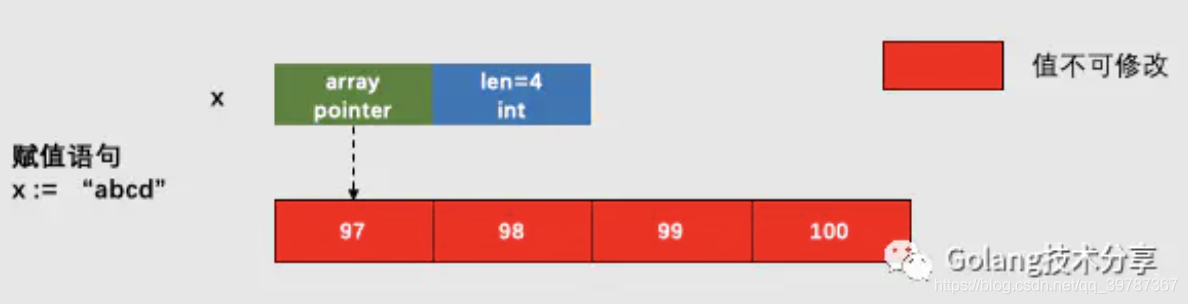 值不可修改
array
pointer
len=4
int
x
赋值语句
x := “abcd”
97
98
99
100
Golang技术分享
https://blog.csdn.net/qq_39787367